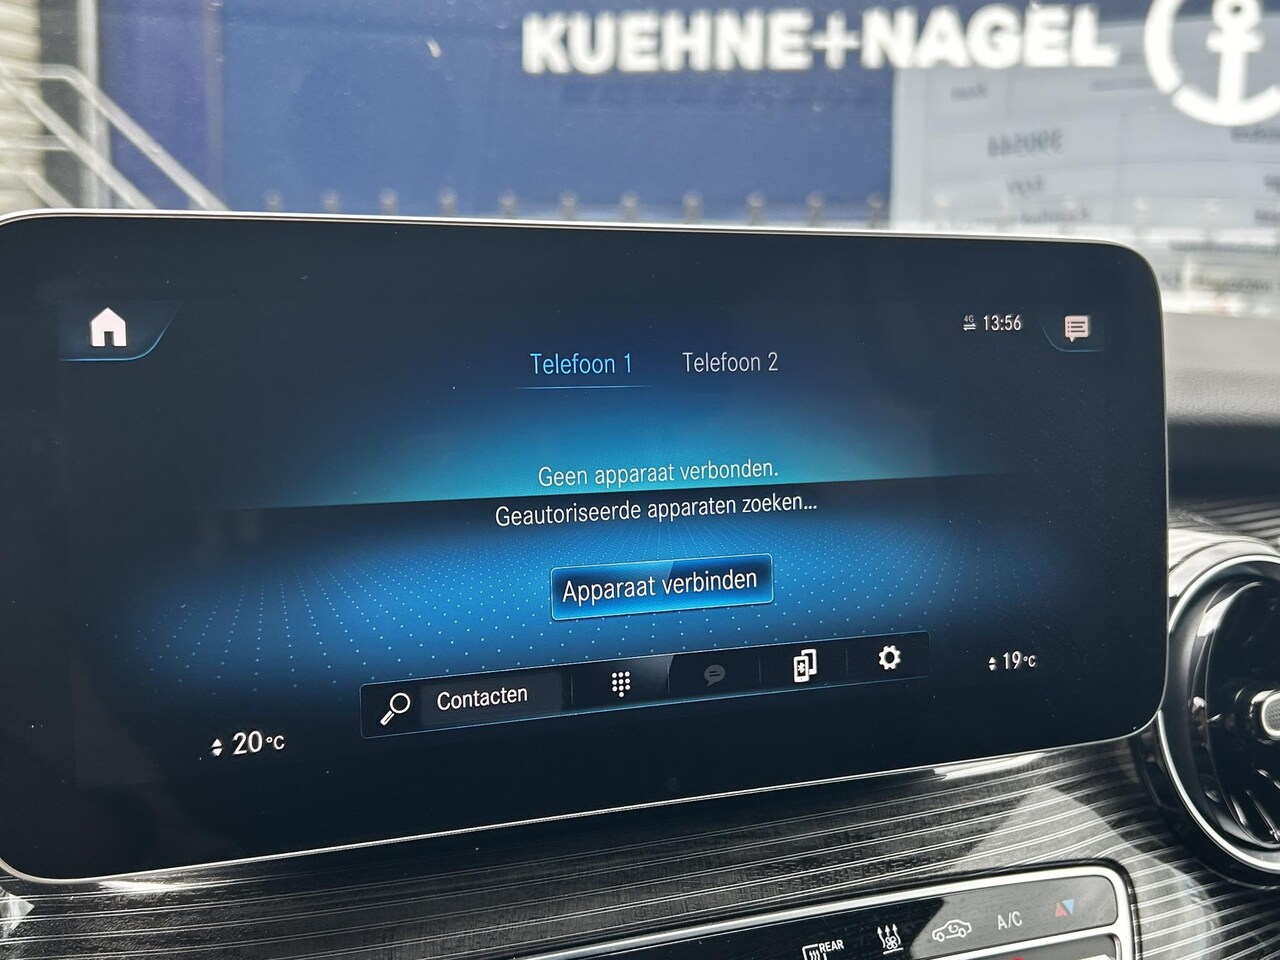 KUEHNE+NAGEL
4G 13:56
Telefoon 1 Telefoon 2
Geen apparaat verbonden.
Geautoriseerde apparaten zoeken...
Apparaat verbinden
Contacten
20°C
19°C
REAR
A/C